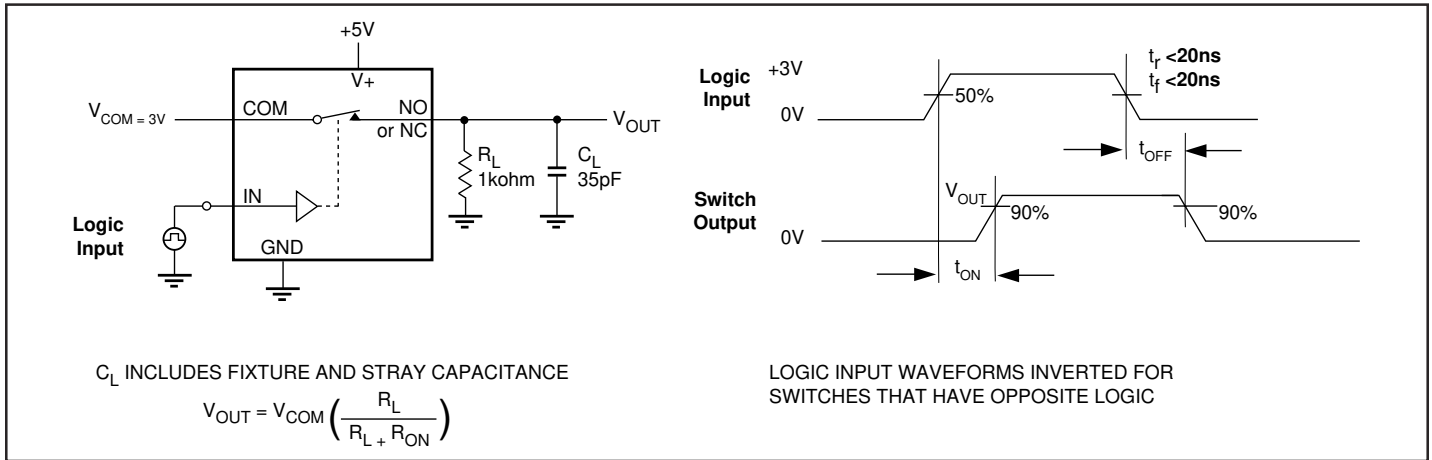 +5V
V+
COM
NO
or NC
V_COM = 3V
V_OUT
R_L
1kohm
C_L
35pF
IN
Logic
Input
GND
C_L INCLUDES FIXTURE AND STRAY CAPACITANCE
V_OUT = V_COM ( R_L / R_L + R_ON )
Logic
Input
+3V
0V
50%
t_r <20ns
t_f <20ns
t_OFF
Switch
Output
V_OUT
0V
90%
90%
t_ON
LOGIC INPUT WAVEFORMS INVERTED FOR
SWITCHES THAT HAVE OPPOSITE LOGIC